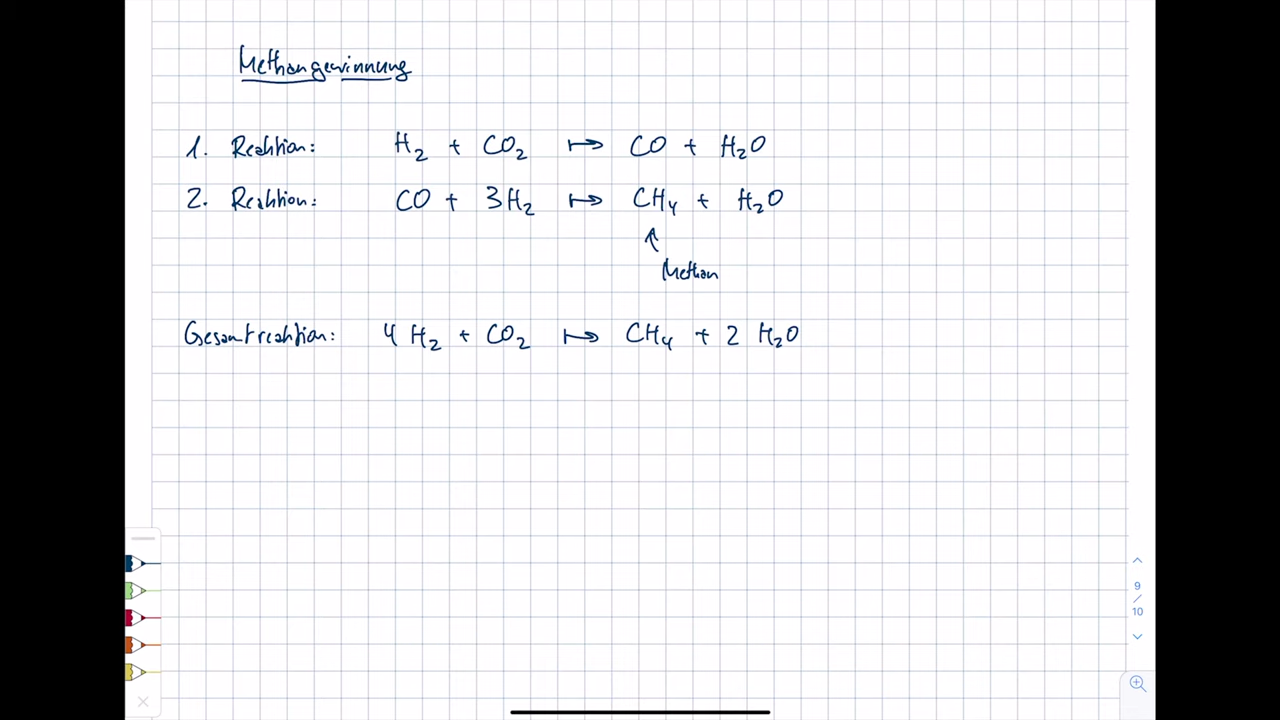 Methangewinnung
1. Reaktion: H₂ + CO₂ ↦ CO + H₂O
2. Reaktion: CO + 3H₂ ↦ CH₄ + H₂O
↑
Methan
Gesamtreaktion: 4 H₂ + CO₂ ↦ CH₄ + 2 H₂O
9
/
10